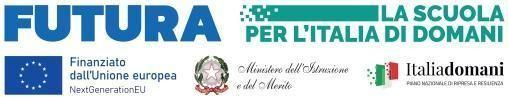 FUTURA
LA SCUOLA
PER L'ITALIA DI DOMANI
Finanziato
dall'Unione europea
NextGenerationEU
Ministero dell'Istruzione
e del Merito
Italiadomani
PIANO NAZIONALE DI RIPRESA E RESILIENZA